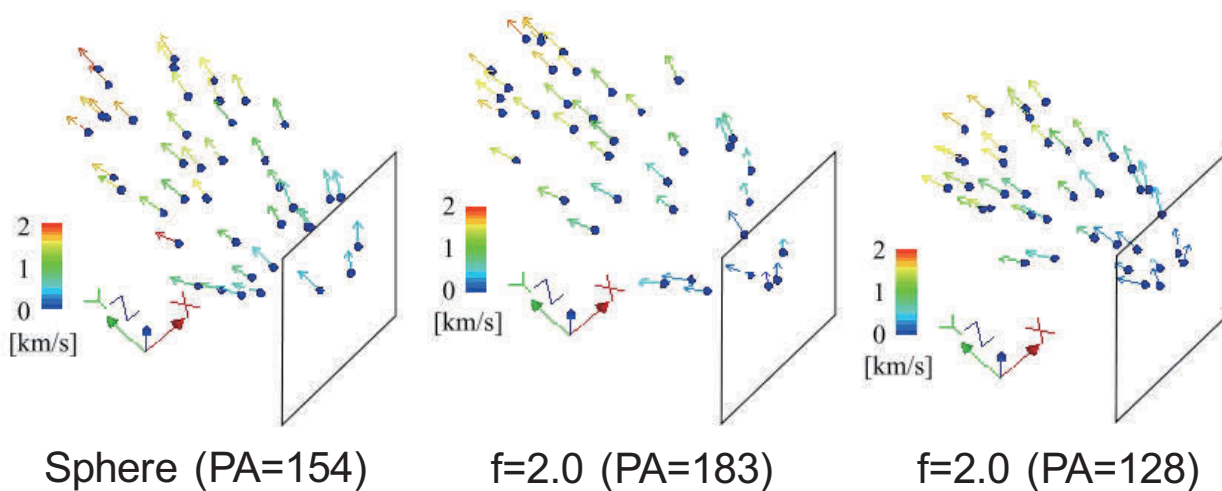 2
1
0
[km/s]
Y
Z
X
2
1
0
[km/s]
Y
Z
X
2
1
0
[km/s]
Y
Z
X
Sphere (PA=154)
f=2.0 (PA=183)
f=2.0 (PA=128)